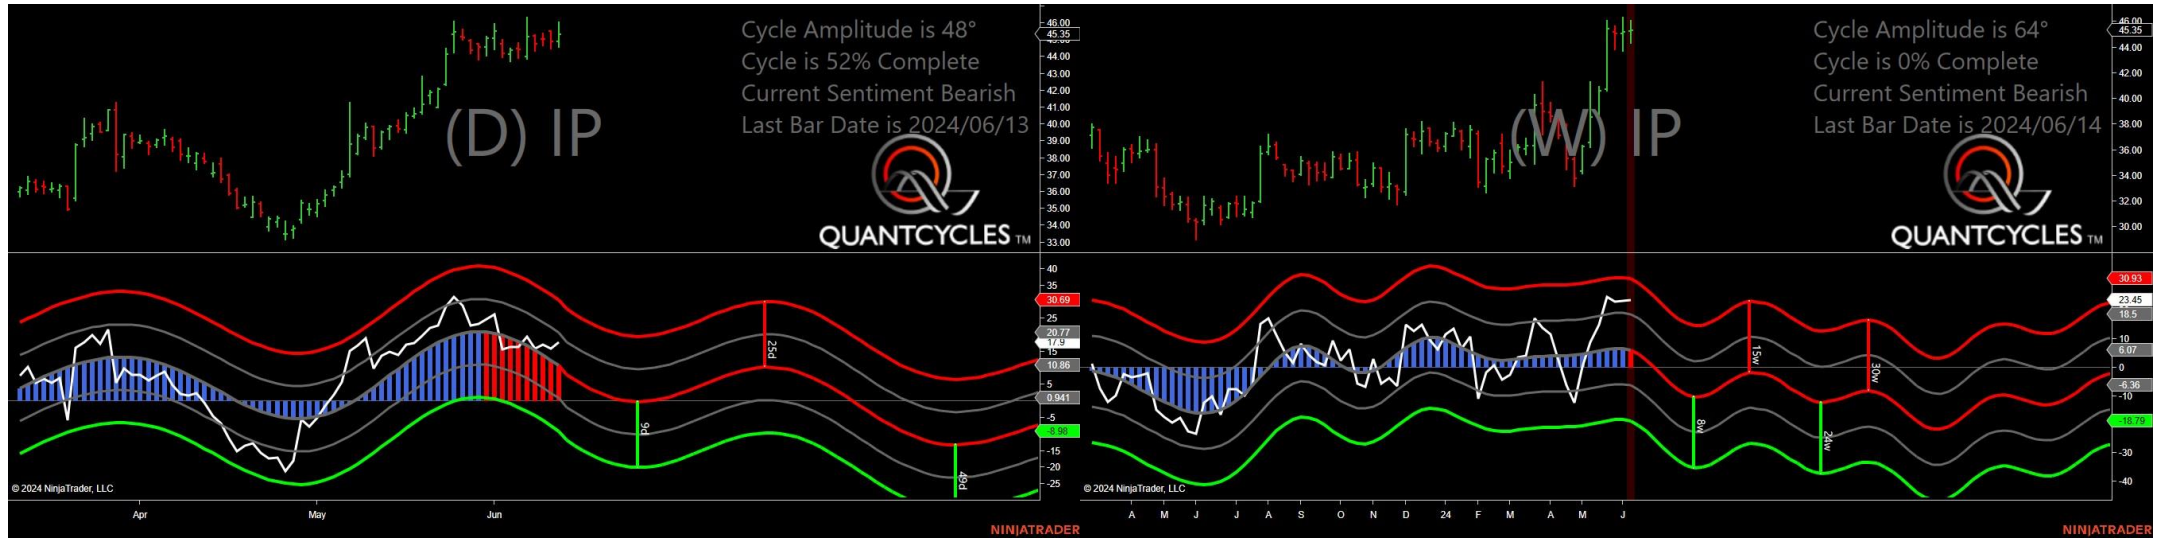 (D) IP
Cycle Amplitude is 48°
Cycle is 52% Complete
Current Sentiment Bearish
Last Bar Date is 2024/06/13
QUANTCYCLES TM
46.00
45.35
44.00
43.00
42.00
41.00
40.00
39.00
38.00
37.00
36.00
35.00
34.00
33.00
40
35
30.69
25
20.77
17.9
15
10.86
5
0.941
-5
-8.98
-15
-20
-25
25d
9d
49d
© 2024 NinjaTrader, LLC
Apr
May
Jun
NINJATRADER
(W) IP
Cycle Amplitude is 64°
Cycle is 0% Complete
Current Sentiment Bearish
Last Bar Date is 2024/06/14
QUANTCYCLES TM
46.00
45.35
44.00
42.00
40.00
38.00
36.00
34.00
32.00
30.00
30.93
23.45
18.5
10
6.07
0
-6.36
-10
-18.79
-30
-40
15w
30w
8w
24w
© 2024 NinjaTrader, LLC
A M J J A S O N D 24 F M A M J
NINJATRADER